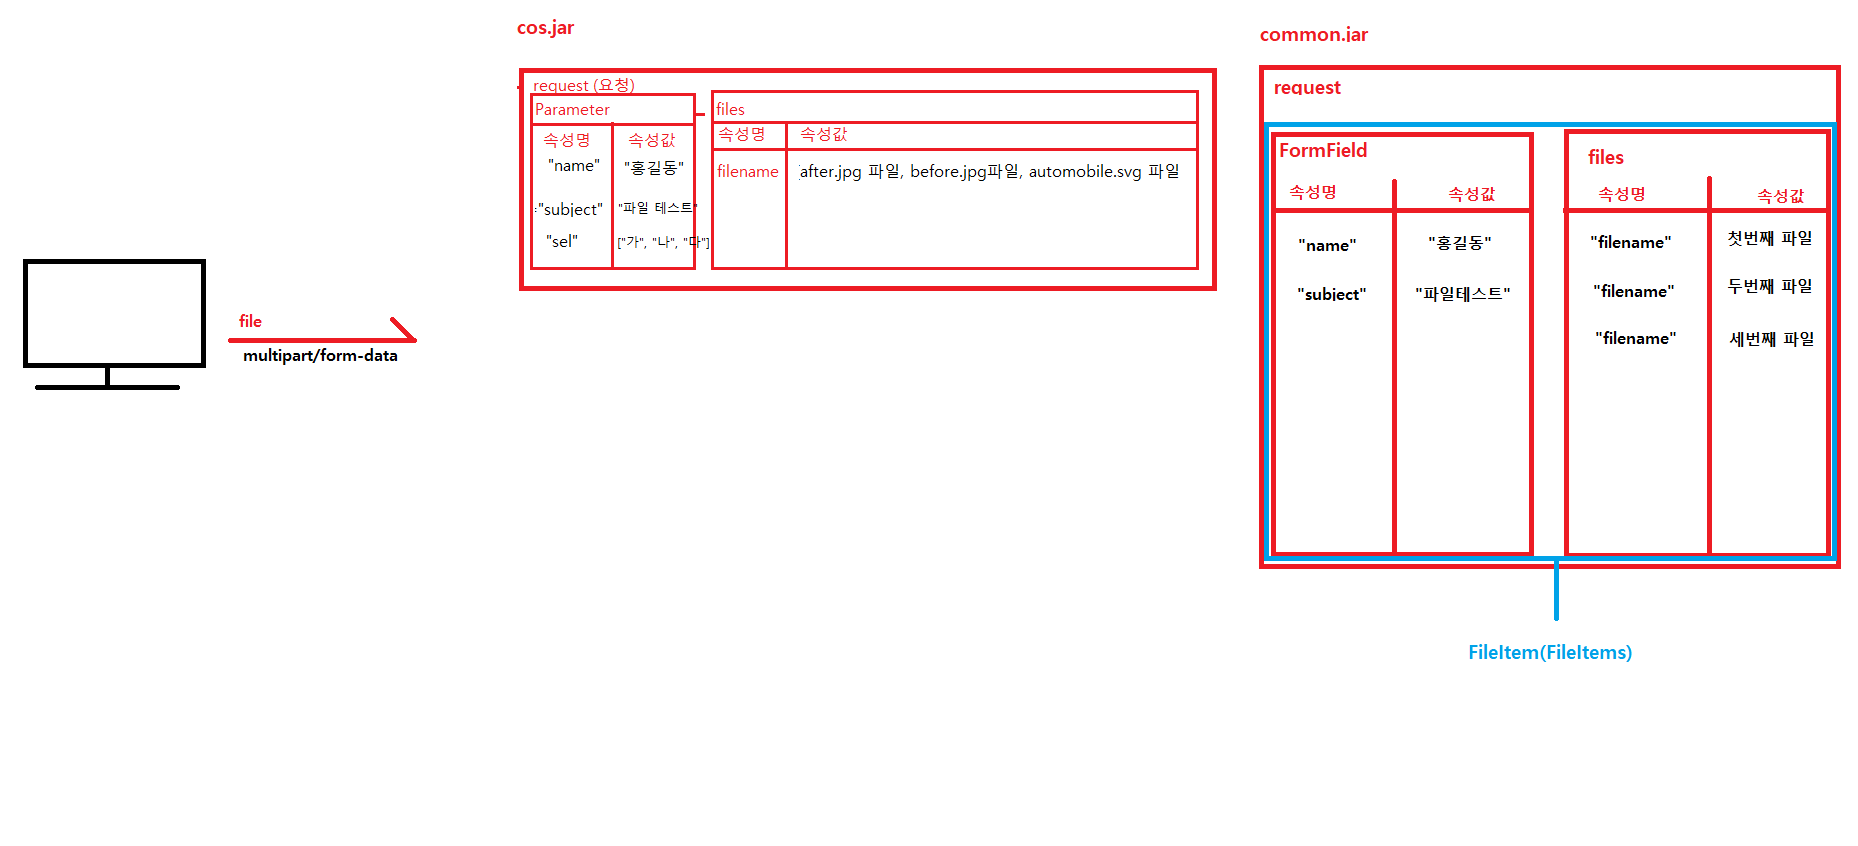 cos.jar
request (요청)
Parameter
속성명 속성값
"name" "홍길동"
"subject" "파일 테스트"
"sel" ["가", "나", "다"]
files
속성명 속성값
filename after.jpg 파일, before.jpg파일, automobile.svg 파일
file
multipart/form-data
common.jar
request
FormField
속성명 속성값
"name" "홍길동"
"subject" "파일테스트"
files
속성명 속성값
"filename" 첫번째 파일
"filename" 두번째 파일
"filename" 세번째 파일
FileItem(FileItems)